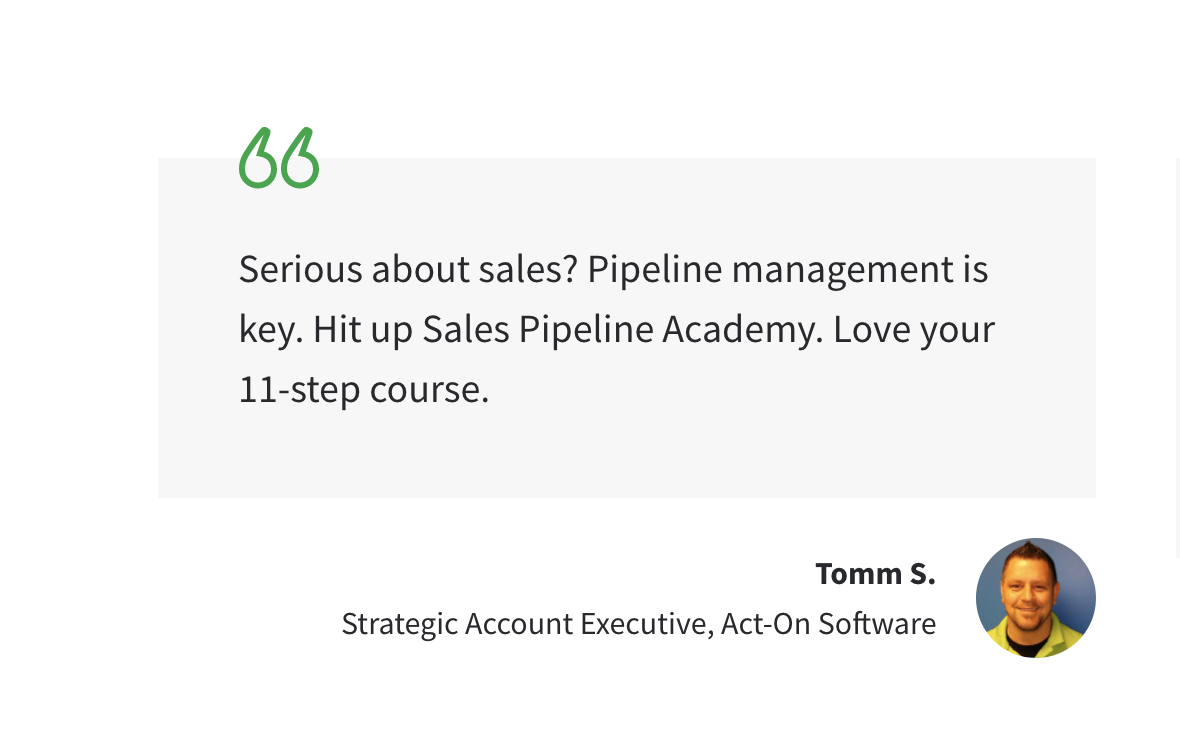 Serious about sales? Pipeline management is
key. Hit up Sales Pipeline Academy. Love your
11-step course.
Tomm S.
Strategic Account Executive, Act-On Software